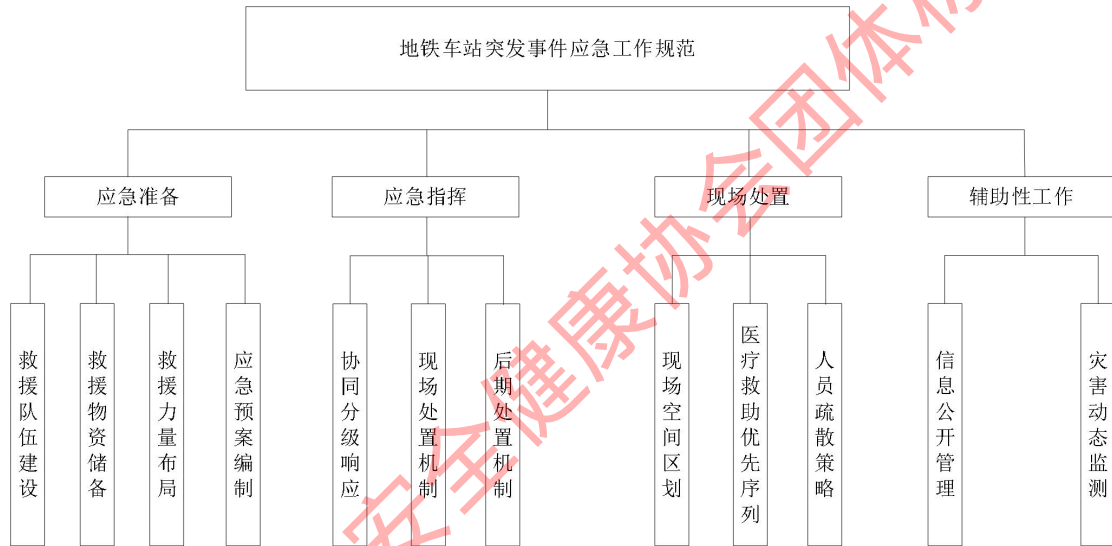 地铁车站突发事件应急工作规范
应急准备
应急指挥
现场处置
辅助性工作
救援队伍建设
救援物资储备
救援力量布局
应急预案编制
协同分级响应
现场处置机制
后期处置机制
现场空间区划
医疗救助优先序列
人员疏散策略
信息公开管理
灾害动态监测
安全健康协会团体标